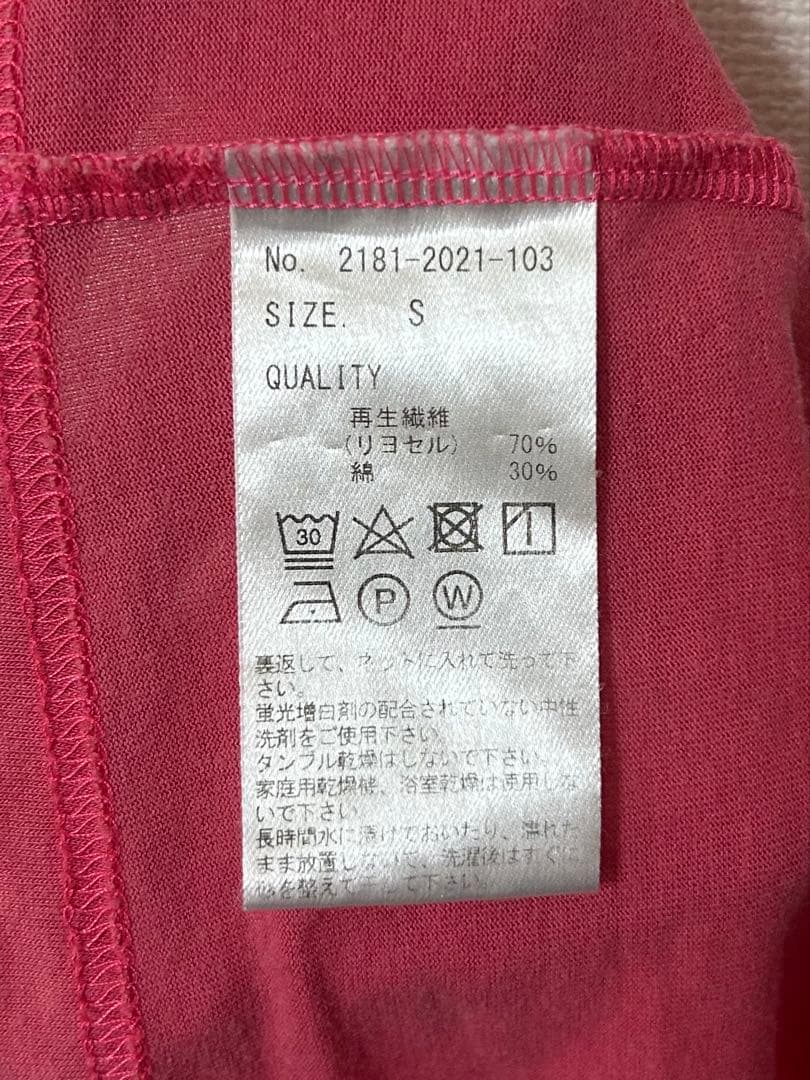 No. 2181-2021-103
SIZE. S
QUALITY
再生繊維
(リヨセル) 70%
綿 30%
30
P W
裏返して、ネットに入れて洗って下
さい。
蛍光増白剤の配合されていない中性
洗剤をご使用下さい。
タンブル乾燥はしないで下さい。
家庭用乾燥機、浴室乾燥は使用しな
いで下さい
長時間水に漬けておいたり、濡れた
まま放置しないで、洗濯後はすぐに
形を整えて干して下さい。